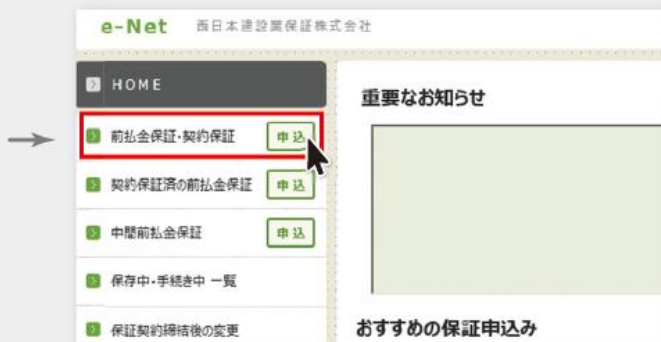 e-Net 西日本建設業保証株式会社
HOME
重要なお知らせ
前払金保証・契約保証 申込
契約保証済の前払金保証 申込
中間前払金保証 申込
保存中・手続き中 一覧
おすすめの保証申込み
保証契約締結後の変更